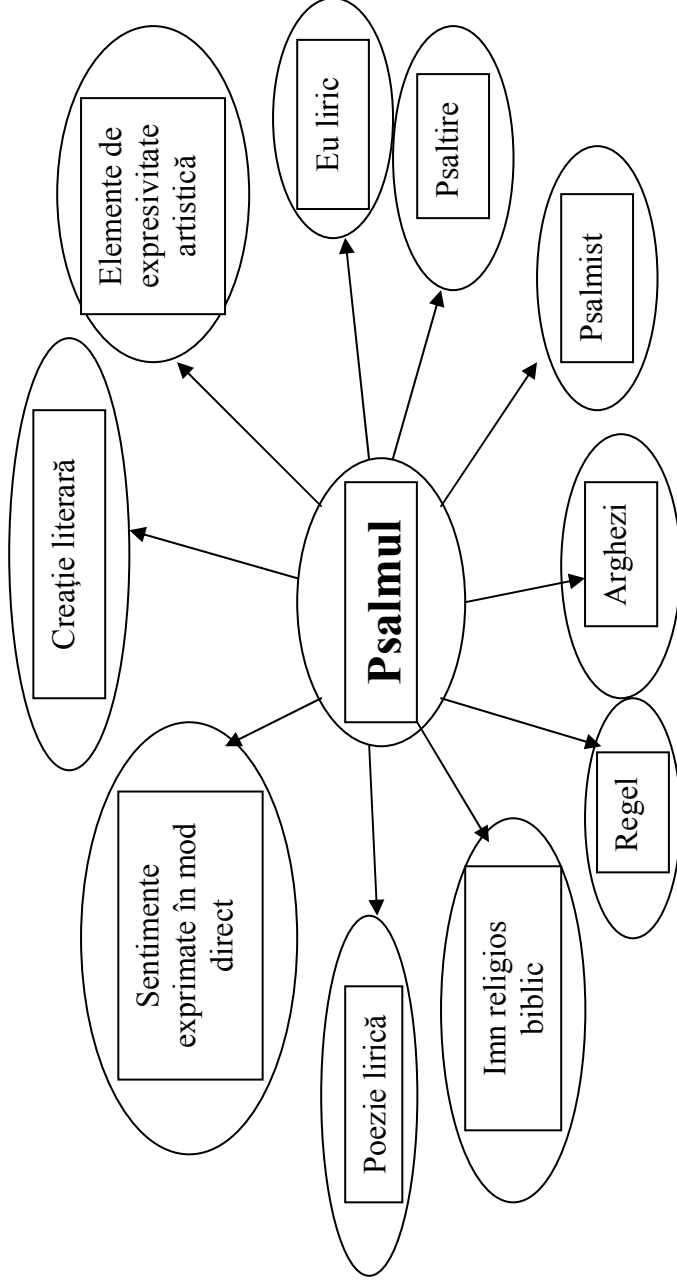 Creaţie literară
Sentimente
exprimate în mod
direct
Elemente de
expresivitate
artistică
Poezie lirică
Psalmul
Eu liric
Imn religios
biblic
Psaltire
Regel
Arghezi
Psalmist